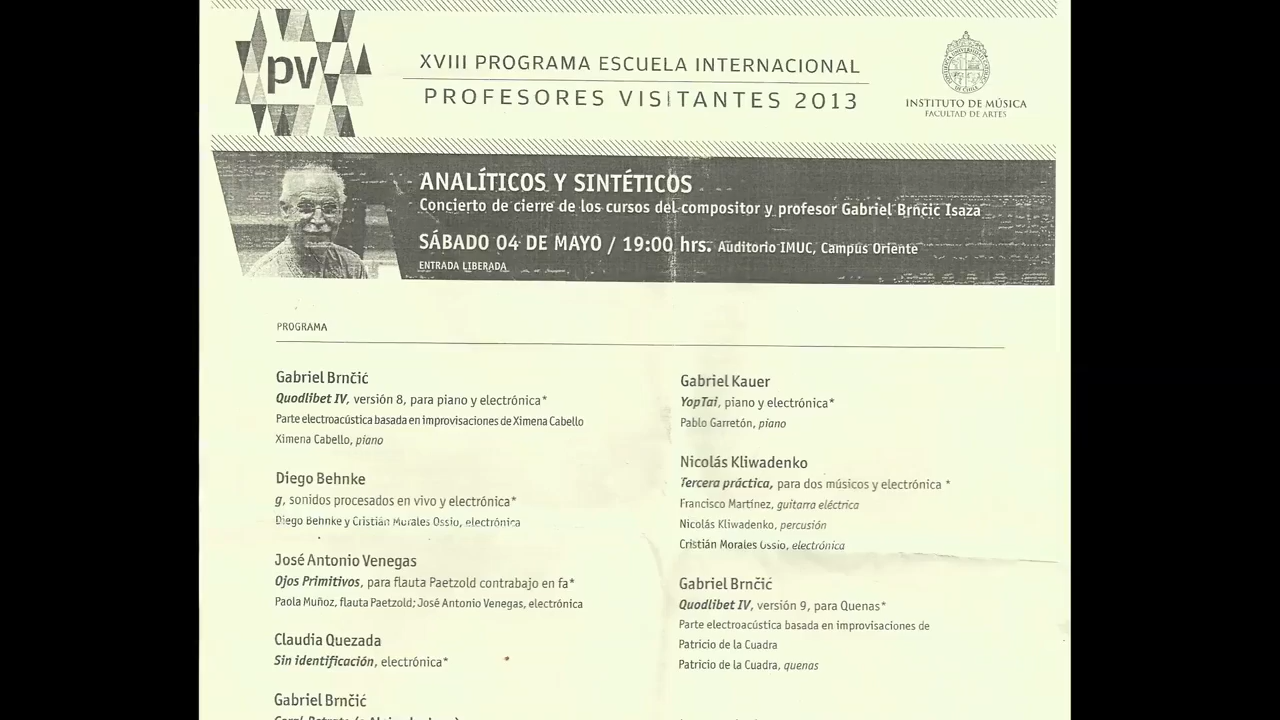 pv
XVIII PROGRAMA ESCUELA INTERNACIONAL
PROFESORES VISITANTES 2013
INSTITUTO DE MÚSICA
FACULTAD DE ARTES
ANALÍTICOS Y SINTÉTICOS
Concierto de cierre de los cursos del compositor y profesor Gabriel Brnčić Isaza
SÁBADO 04 DE MAYO / 19:00 hrs. Auditorio IMUC, Campus Oriente
ENTRADA LIBERADA
PROGRAMA
Gabriel Brnčić
Quodlibet IV, versión 8, para piano y electrónica*
Parte electroacústica basada en improvisaciones de Ximena Cabello
Ximena Cabello, piano
Diego Behnke
g, sonidos procesados en vivo y electrónica*
Diego Behnke y Cristián Morales Ossio, electrónica
José Antonio Venegas
Ojos Primitivos, para flauta Paetzold contrabajo en fa*
Paola Muñoz, flauta Paetzold; José Antonio Venegas, electrónica
Claudia Quezada
Sin identificación, electrónica*
Gabriel Brnčić
Gabriel Kauer
YopTai, piano y electrónica*
Pablo Garretón, piano
Nicolás Kliwadenko
Tercera práctica, para dos músicos y electrónica *
Francisco Martínez, guitarra eléctrica
Nicolás Kliwadenko, percusión
Cristián Morales Ossio, electrónica
Gabriel Brnčić
Quodlibet IV, versión 9, para Quenas*
Parte electroacústica basada en improvisaciones de
Patricio de la Cuadra
Patricio de la Cuadra, quenas